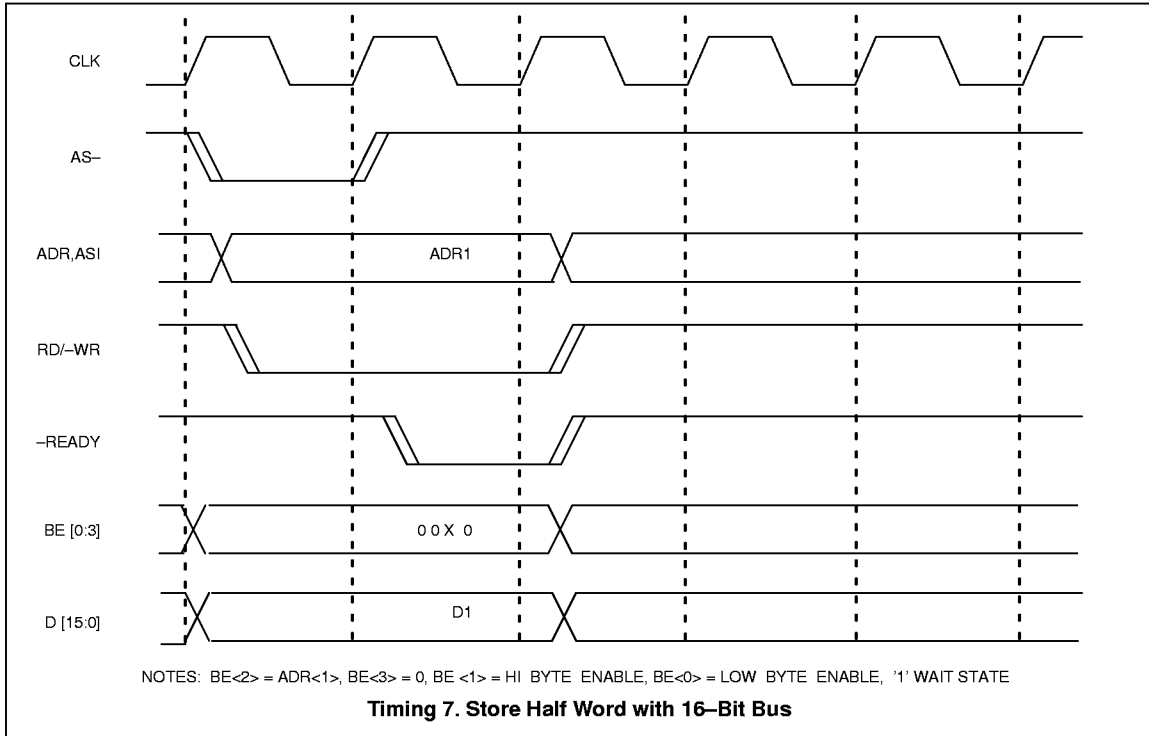 CLK
AS–
ADR,ASI
ADR1
RD/–WR
–READY
BE [0:3]
0 0 X 0
D [15:0]
D1
NOTES: BE<2> = ADR<1>, BE<3> = 0, BE <1> = HI BYTE ENABLE, BE<0> = LOW BYTE ENABLE, '1' WAIT STATE
Timing 7. Store Half Word with 16–Bit Bus